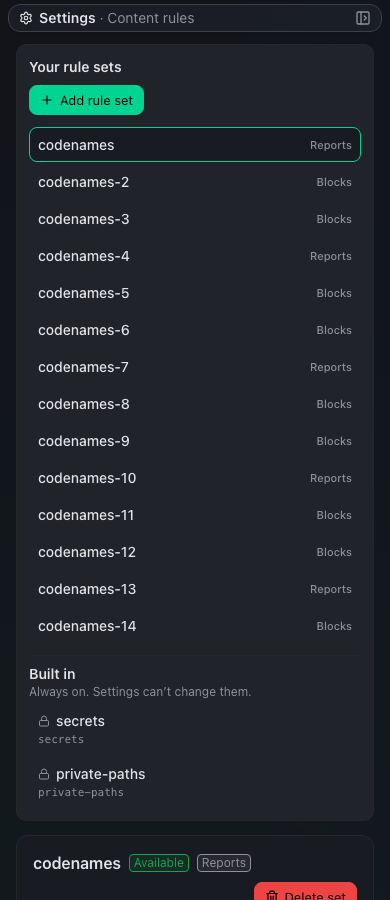 Settings · Content rules
Your rule sets
+ Add rule set
codenames Reports
codenames-2 Blocks
codenames-3 Blocks
codenames-4 Reports
codenames-5 Blocks
codenames-6 Blocks
codenames-7 Reports
codenames-8 Blocks
codenames-9 Blocks
codenames-10 Reports
codenames-11 Blocks
codenames-12 Blocks
codenames-13 Reports
codenames-14 Blocks
Built in
Always on. Settings can’t change them.
secrets
secrets
private-paths
private-paths
codenames Available Reports
Delete set